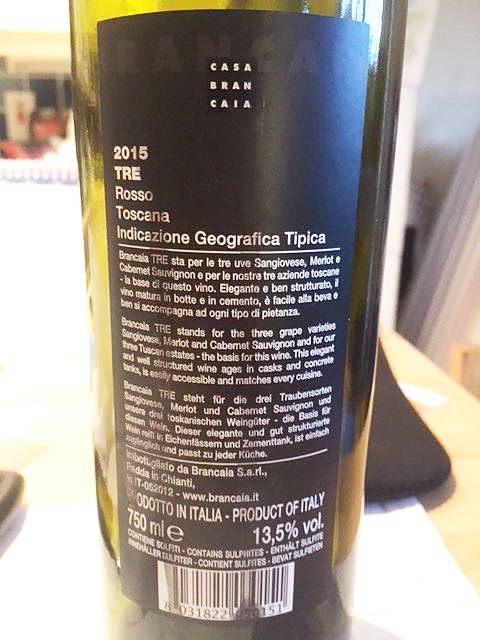 BRANCAIA
CASA
BRAN
CAIA
2015
TRE
Rosso
Toscana
Indicazione Geografica Tipica
Brancaia TRE sta per le tre uve Sangiovese, Merlot e
Cabernet Sauvignon e per le nostre tre aziende toscane
- la base di questo vino. Elegante e ben strutturato, il
vino matura in botte e in cemento, è facile alla beva e
ben si accompagna ad ogni tipo di pietanza.
Brancaia TRE stands for the three grape varieties
Sangiovese, Merlot and Cabernet Sauvignon and for our
three Tuscan estates - the basis for this wine. This elegant
and well structured wine ages in casks and concrete
tanks, is easily accessible and matches every cuisine.
Brancaia TRE steht für die drei Traubensorten
Sangiovese, Merlot und Cabernet Sauvignon und
unsere drei toskanischen Weingüter - die Basis für
diesen Wein. Dieser elegante und gut strukturierte
Wein reift in Eichenfässern und Zementtank, ist einfach
zugänglich und passt zu jeder Küche.
Imbottigliato da Brancaia S.a.r.l.,
Radda in Chianti,
in IT-052012 - www.brancaia.it
PRODOTTO IN ITALIA - PRODUCT OF ITALY
750 ml e 13,5% vol.
CONTIENE SOLFITI - CONTAINS SULPHITES - ENTHÄLT SULFITE
INNEHÅLLER SULFITER - CONTIENT SULFITES - BEVAT SULFIETEN
8 031822